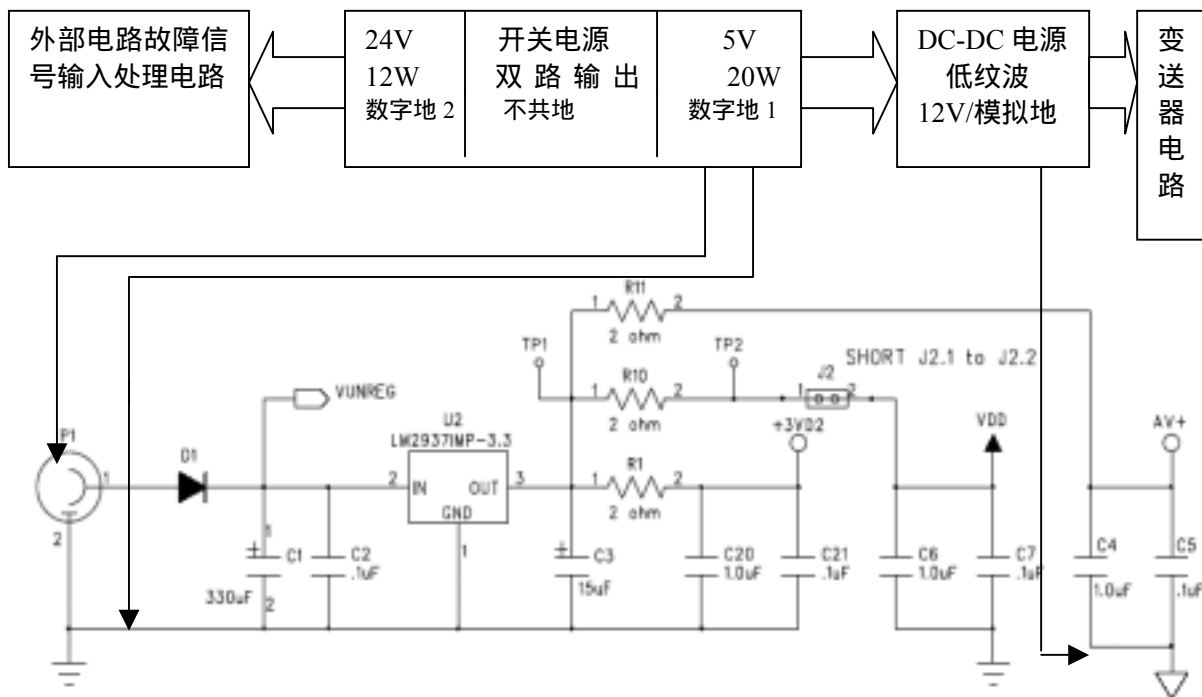 外部电路故障信
号输入处理电路
24V
12W
数字地 2
开关电源
双路输出
不共地
5V
20W
数字地 1
DC-DC 电源
低纹波
12V/模拟地
变
送
器
电
路
R11
1 2
2 ohm
TP1
TP2
SHORT J2.1 to J2.2
R10
2 ohm
J2
1 2
VUNREG
+3VD2
VDD
AV+
P1
1
2
D1
U2
LM2937IMP-3.3
2 IN OUT 3
GND
1
R1
1 2
2 ohm
1
C1
330uF
2
C2
.1uF
C3
15uF
C20
1.0uF
C21
.1uF
C6
1.0uF
C7
.1uF
C4
1.0uF
C5
.1uF